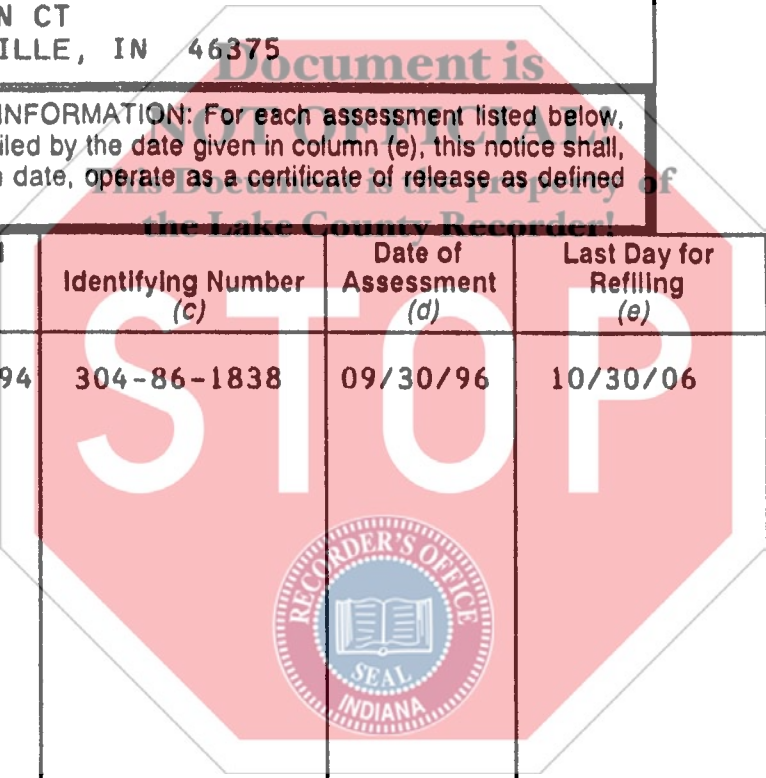 N CT
ILLE, IN 46375
Document is
NOT OFFICIAL!
This Document is the property of
the Lake County Recorder!
INFORMATION: For each assessment listed below,
iled by the date given in column (e), this notice shall,
date, operate as a certificate of release as defined
Identifying Number
(c)
Date of
Assessment
(d)
Last Day for
Refiling
(e)
94 304-86-1838 09/30/96 10/30/06
STOP
RECORDER'S OFFICE
SEAL
INDIANA